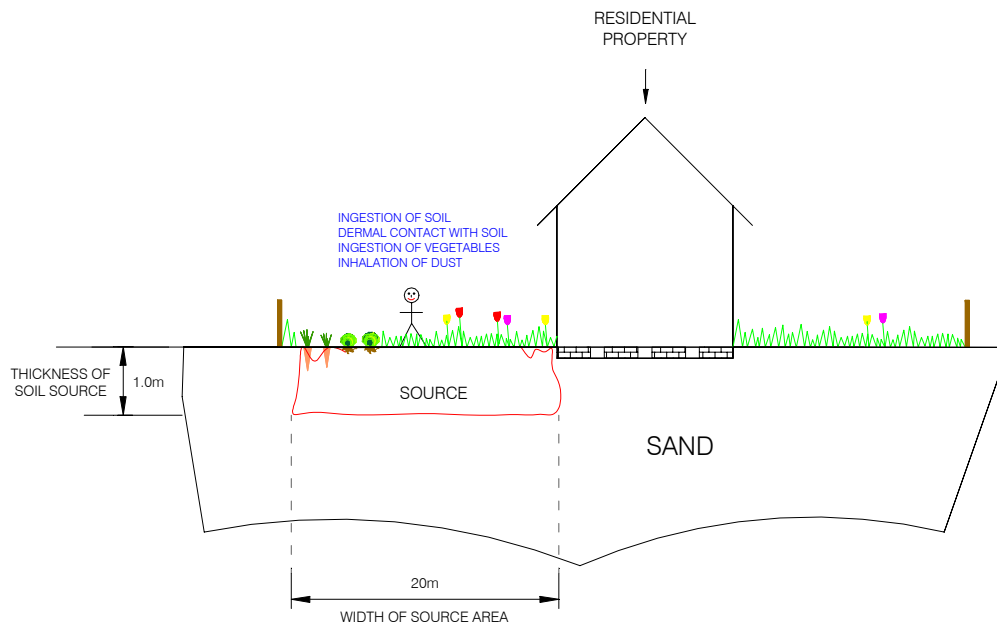 RESIDENTIAL
PROPERTY
INGESTION OF SOIL
DERMAL CONTACT WITH SOIL
INGESTION OF VEGETABLES
INHALATION OF DUST
THICKNESS OF
SOIL SOURCE
1.0m
SOURCE
SAND
20m
WIDTH OF SOURCE AREA